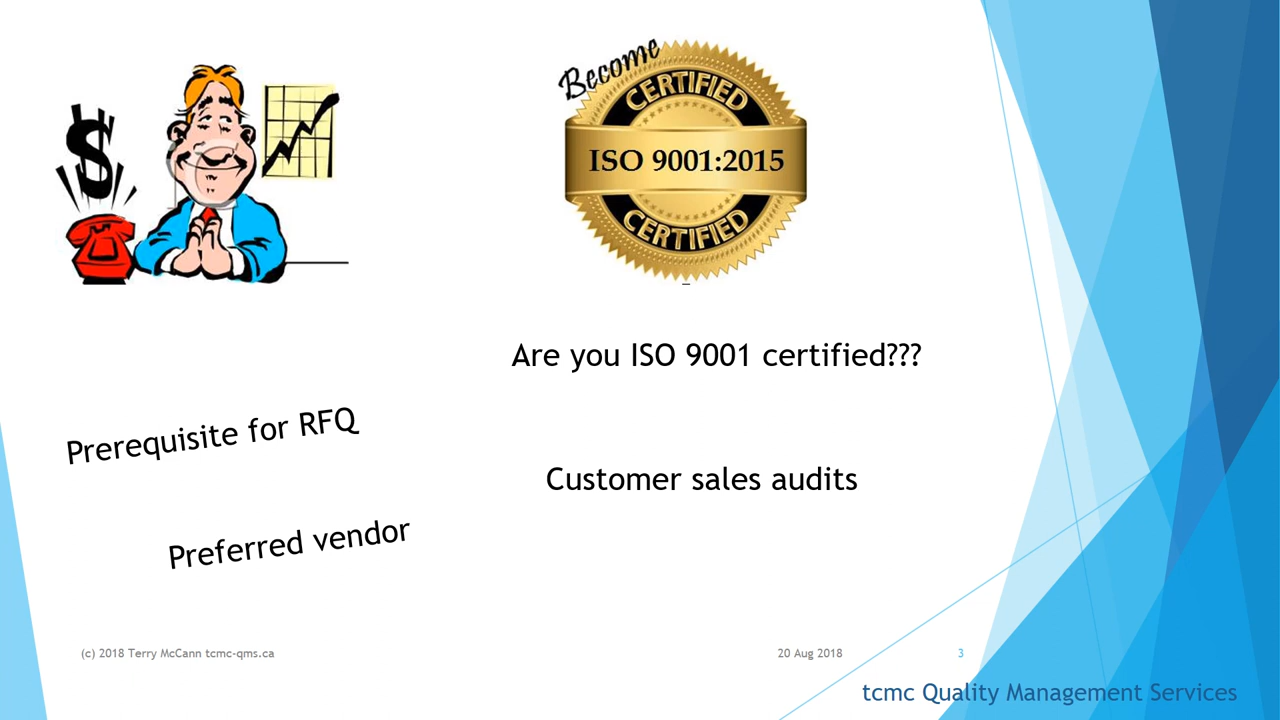 $
Become
CERTIFIED
ISO 9001:2015
CERTIFIED
Are you ISO 9001 certified???
Prerequisite for RFQ
Customer sales audits
Preferred vendor
(c) 2018 Terry McCann tcmc-qms.ca
20 Aug 2018
3
tcmc Quality Management Services